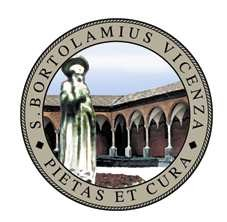 S. BORTOLAMIUS VICENZA
PIETAS ET CURA